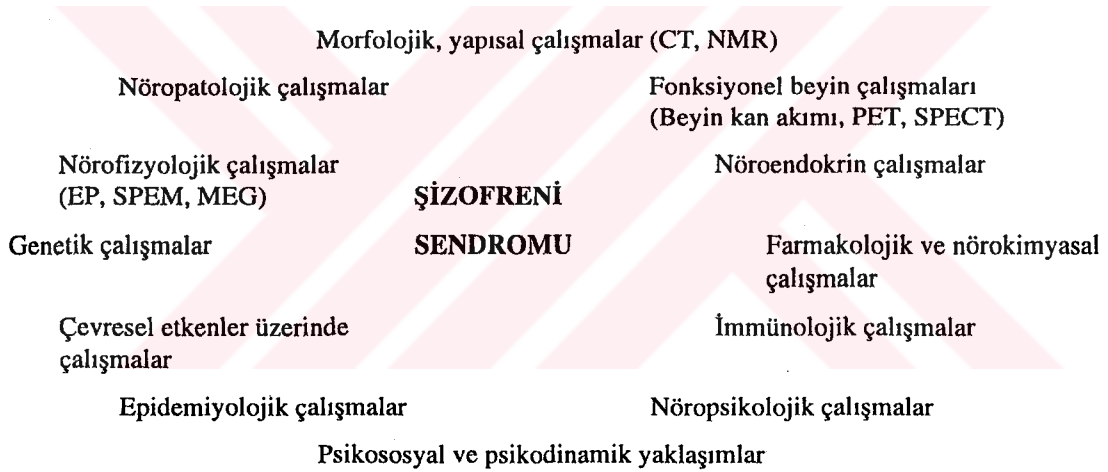 Morfolojik, yapısal çalışmalar (CT, NMR)
Nöropatolojik çalışmalar
Fonksiyonel beyin çalışmaları
(Beyin kan akımı, PET, SPECT)
Nörofizyolojik çalışmalar
(EP, SPEM, MEG)
Nöroendokrin çalışmalar
ŞİZOFRENİ
Genetik çalışmalar
SENDROMU
Farmakolojik ve nörokimyasal
çalışmalar
Çevresel etkenler üzerinde
çalışmalar
İmmünolojik çalışmalar
Epidemiyolojik çalışmalar
Nöropsikolojik çalışmalar
Psikososyal ve psikodinamik yaklaşımlar